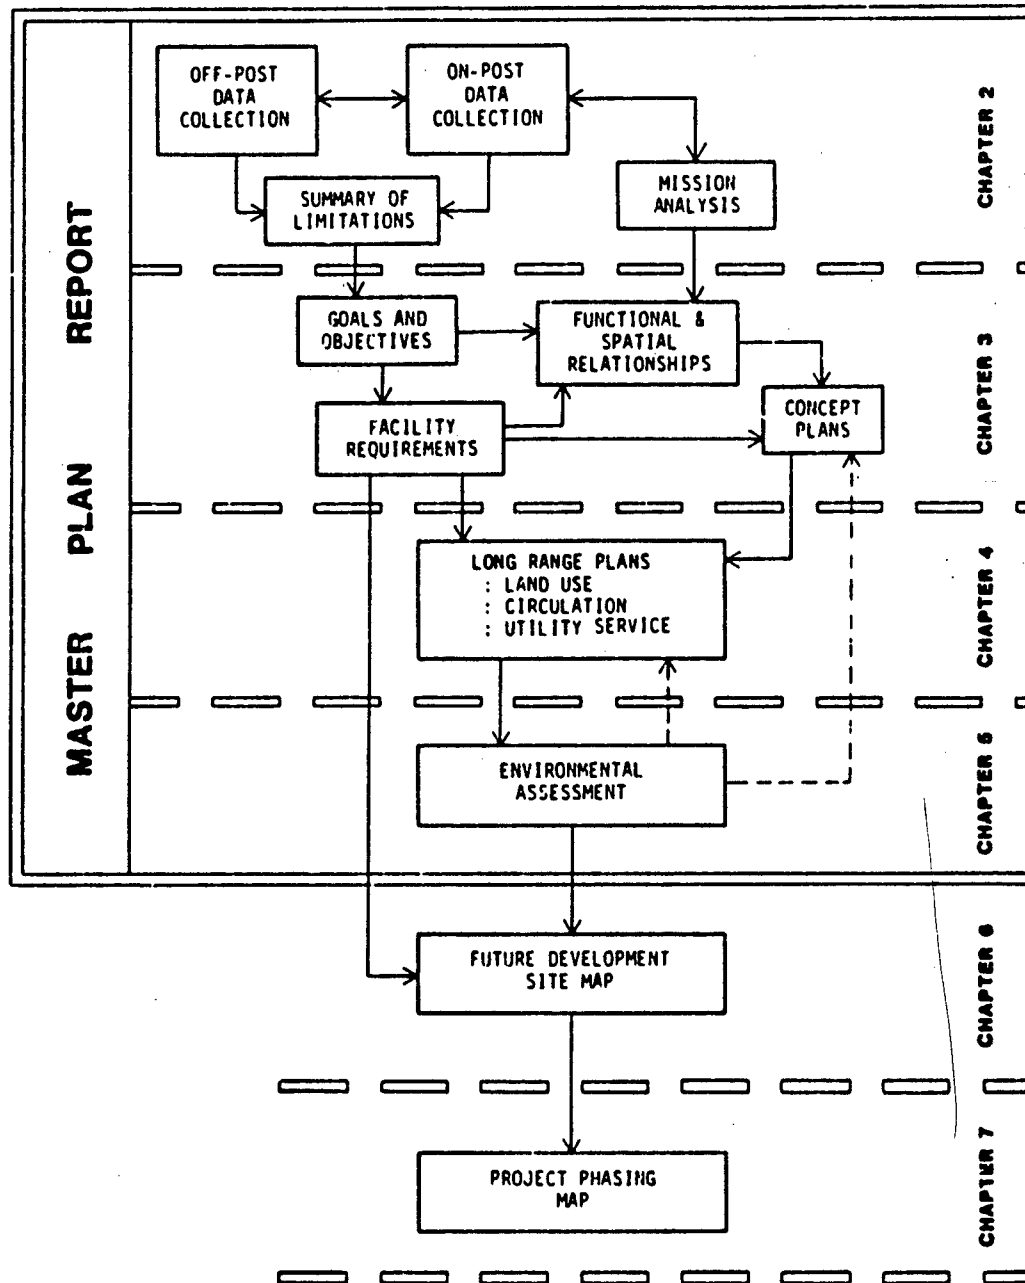 OFF-POST
DATA
COLLECTION
ON-POST
DATA
COLLECTION
SUMMARY OF
LIMITATIONS
MISSION
ANALYSIS
CHAPTER 2
GOALS AND
OBJECTIVES
FUNCTIONAL &
SPATIAL
RELATIONSHIPS
FACILITY
REQUIREMENTS
CONCEPT
PLANS
CHAPTER 3
LONG RANGE PLANS
: LAND USE
: CIRCULATION
: UTILITY SERVICE
CHAPTER 4
ENVIRONMENTAL
ASSESSMENT
CHAPTER 5
MASTER PLAN REPORT
FUTURE DEVELOPMENT
SITE MAP
CHAPTER 6
PROJECT PHASING
MAP
CHAPTER 7